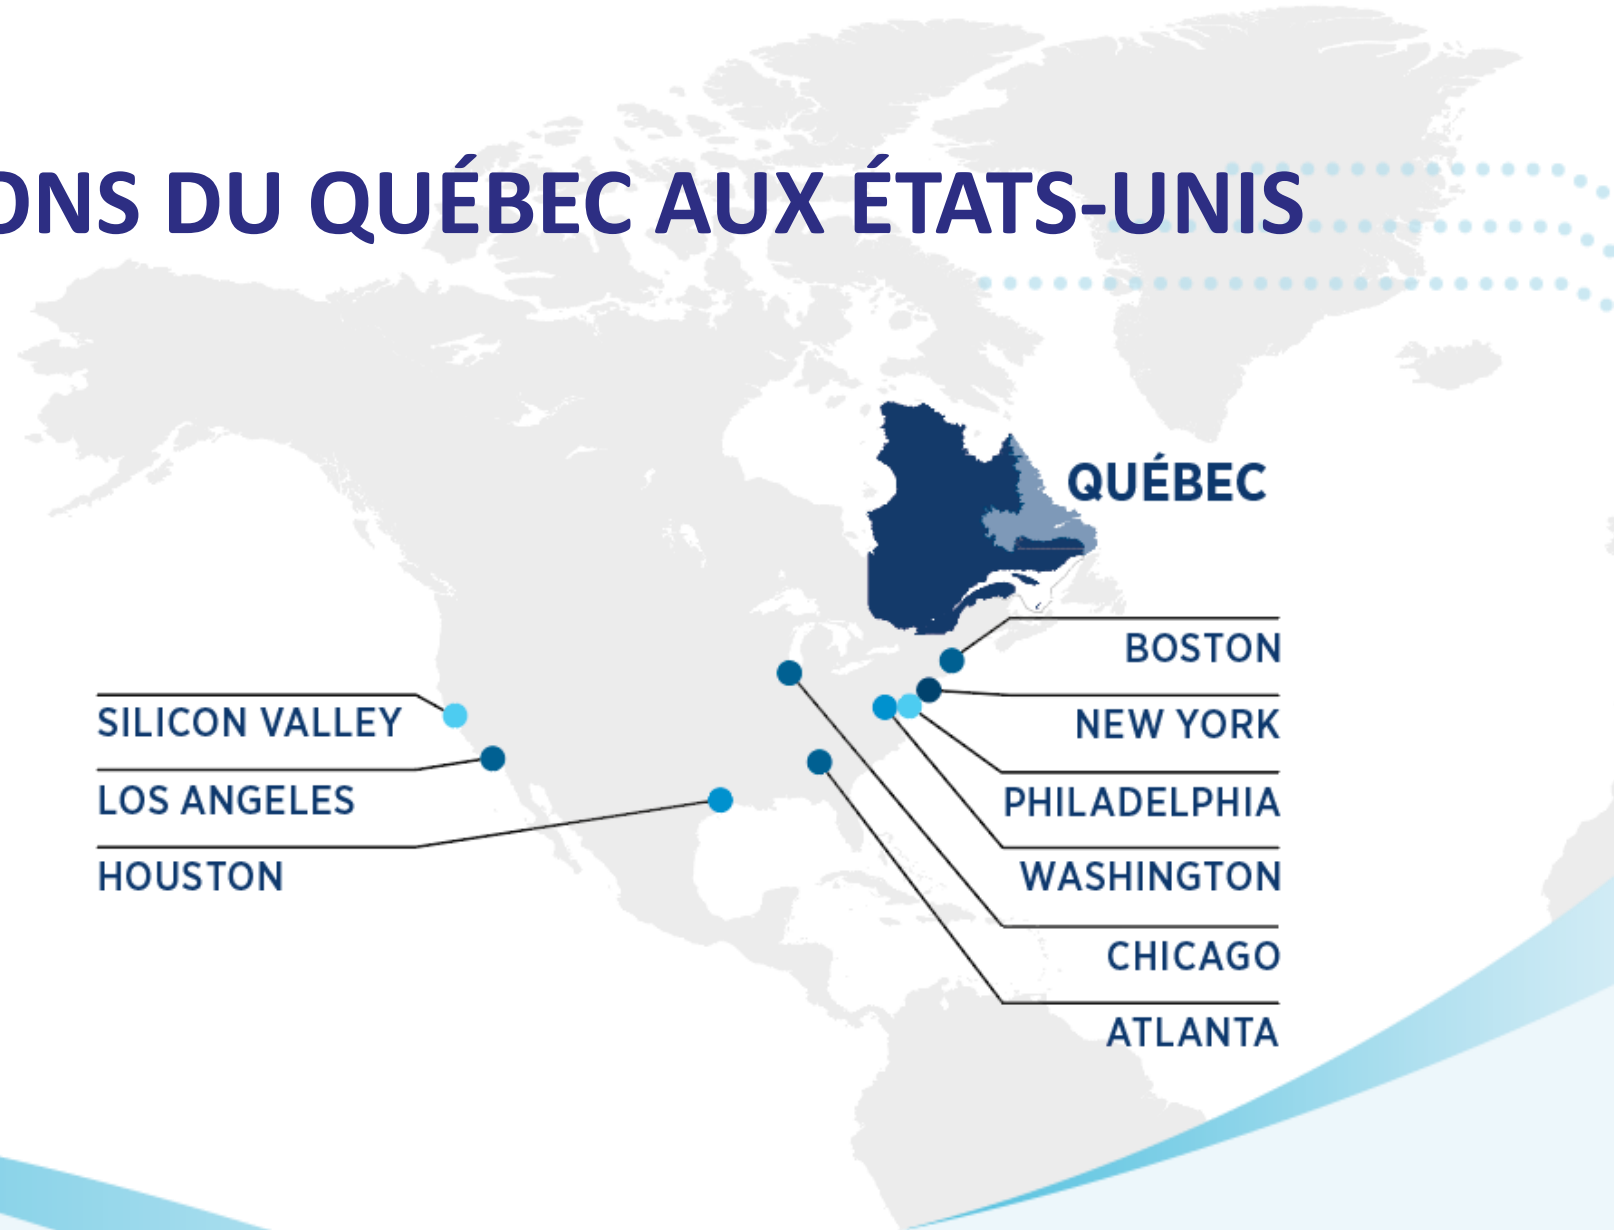 ONS DU QUÉBEC AUX ÉTATS-UNIS
QUÉBEC
BOSTON
NEW YORK
PHILADELPHIA
WASHINGTON
CHICAGO
ATLANTA
SILICON VALLEY
LOS ANGELES
HOUSTON